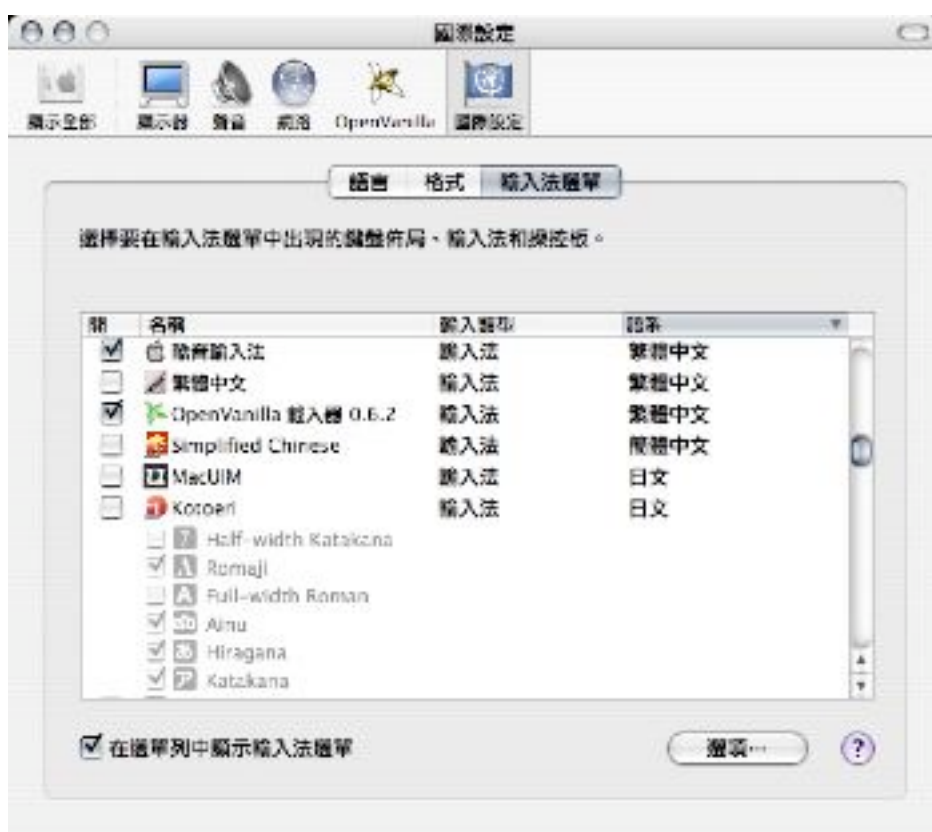 國際設定
顯示全部 顯示器 聲音 網路 OpenVanilla 國際設定
語言 格式 輸入法選單
選擇要在輸入法選單中出現的鍵盤佈局、輸入法和操控板。
開 名稱 輸入類型 語系
酷音輸入法 輸入法 繁體中文
繁體中文 輸入法 繁體中文
OpenVanilla 載入器 0.6.2 輸入法 繁體中文
Simplified Chinese 輸入法 簡體中文
MacUIM 輸入法 日文
Kotoeri 輸入法 日文
Half-width Katakana
Romaji
Full-width Roman
Ainu
Hiragana
Katakana
在選單列中顯示輸入法選單 選項⋯ ?